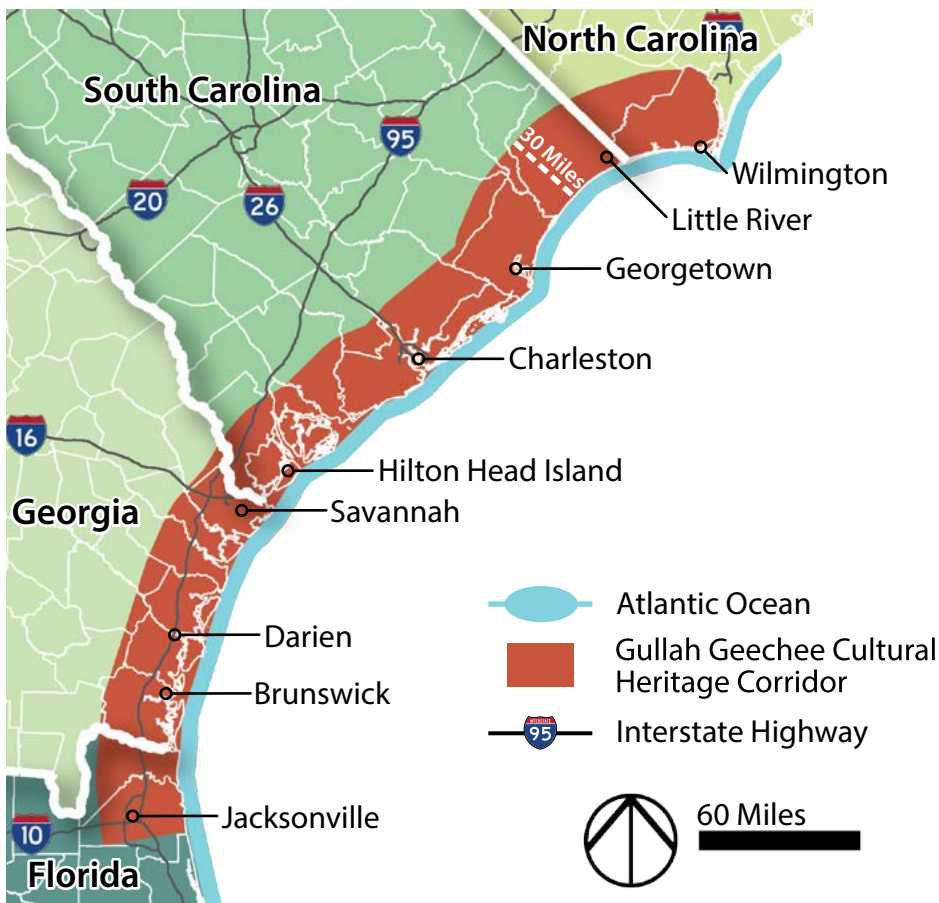 North Carolina
South Carolina
95
30 Miles
20
26
Wilmington
Little River
Georgetown
Charleston
16
Hilton Head Island
Georgia
Savannah
Atlantic Ocean
Darien
Gullah Geechee Cultural
Heritage Corridor
Brunswick
INTERSTATE
95
Interstate Highway
60 Miles
Jacksonville
10
Florida